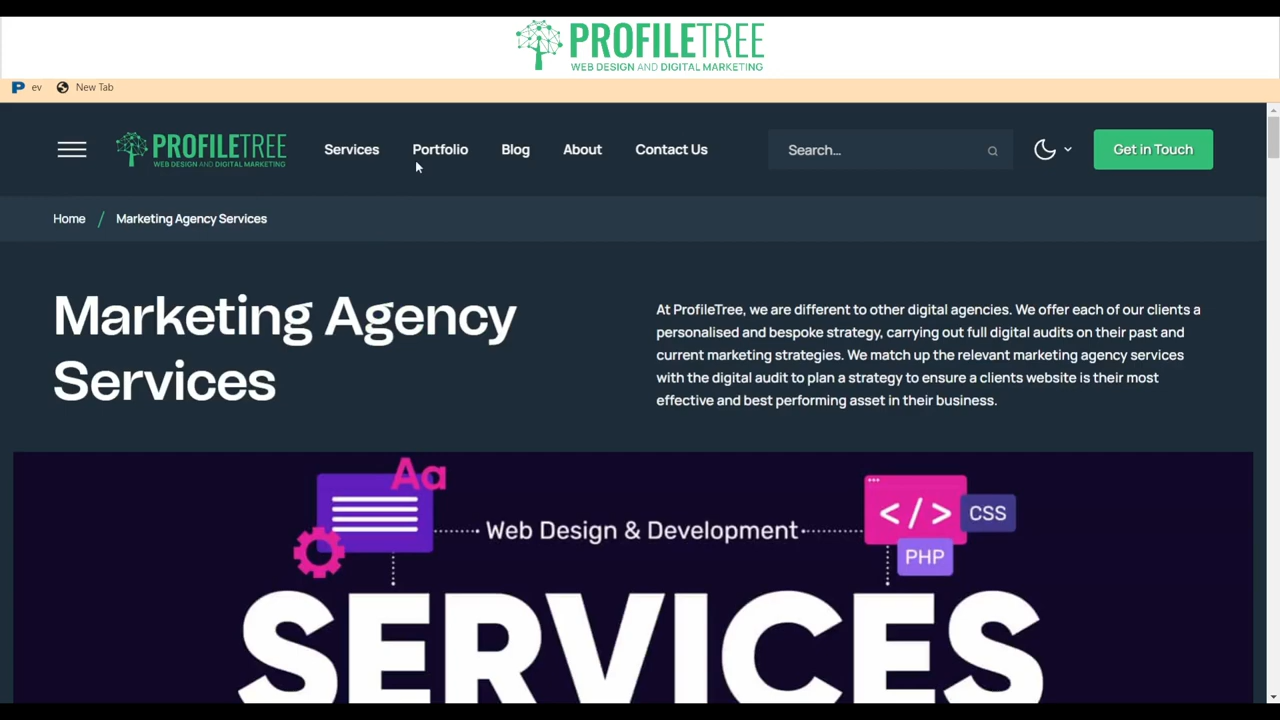 PROFILETREE
WEB DESIGN AND DIGITAL MARKETING
ev New Tab
PROFILETREE
WEB DESIGN AND DIGITAL MARKETING
Services Portfolio Blog About Contact Us Search... Get in Touch
Home / Marketing Agency Services
Marketing Agency
Services
At ProfileTree, we are different to other digital agencies. We offer each of our clients a
personalised and bespoke strategy, carrying out full digital audits on their past and
current marketing strategies. We match up the relevant marketing agency services
with the digital audit to plan a strategy to ensure a clients website is their most
effective and best performing asset in their business.
Aa
Web Design & Development
</>
CSS
PHP
SERVICES